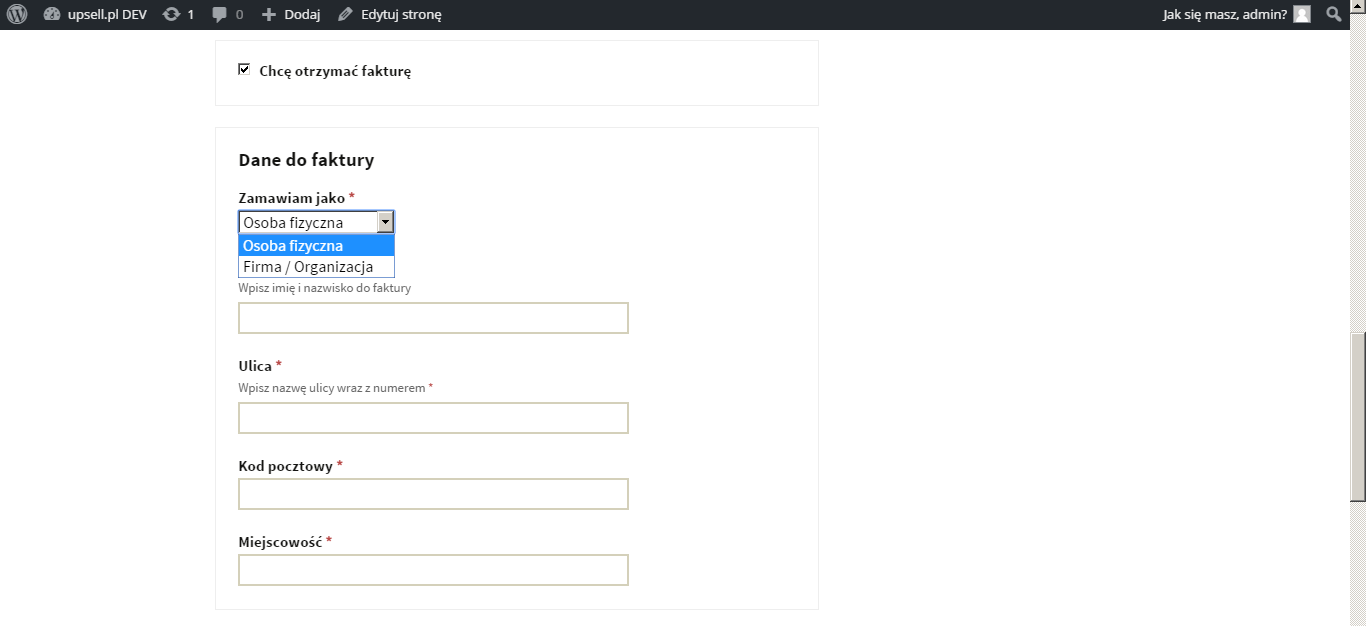 upsell.pl DEV 1 0 Dodaj Edytuj stronę Jak się masz, admin?
Chcę otrzymać fakturę
Dane do faktury
Zamawiam jako *
Osoba fizyczna
Osoba fizyczna
Firma / Organizacja
Wpisz imię i nazwisko do faktury
Ulica *
Wpisz nazwę ulicy wraz z numerem *
Kod pocztowy *
Miejscowość *